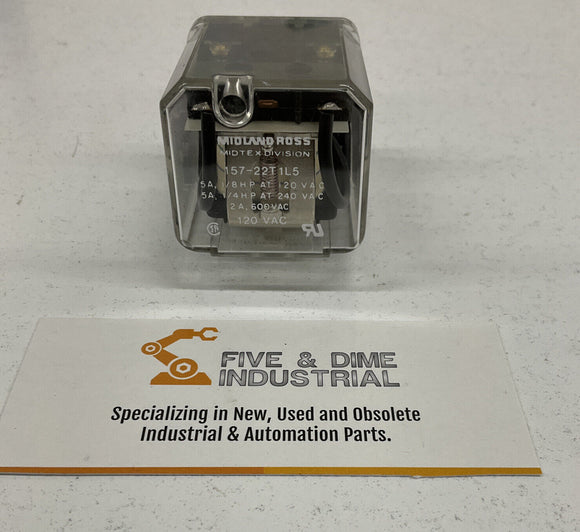 MIDLAND ROSS
MIDTEX DIVISION
157-22T1L5
5A, 1/8 HP AT 120 VAC
5A, 1/4 HP AT 240 VAC
2A, 600VAC
120 VAC
FIVE & DIME
INDUSTRIAL
Specializing in New, Used and Obsolete
Industrial & Automation Parts.